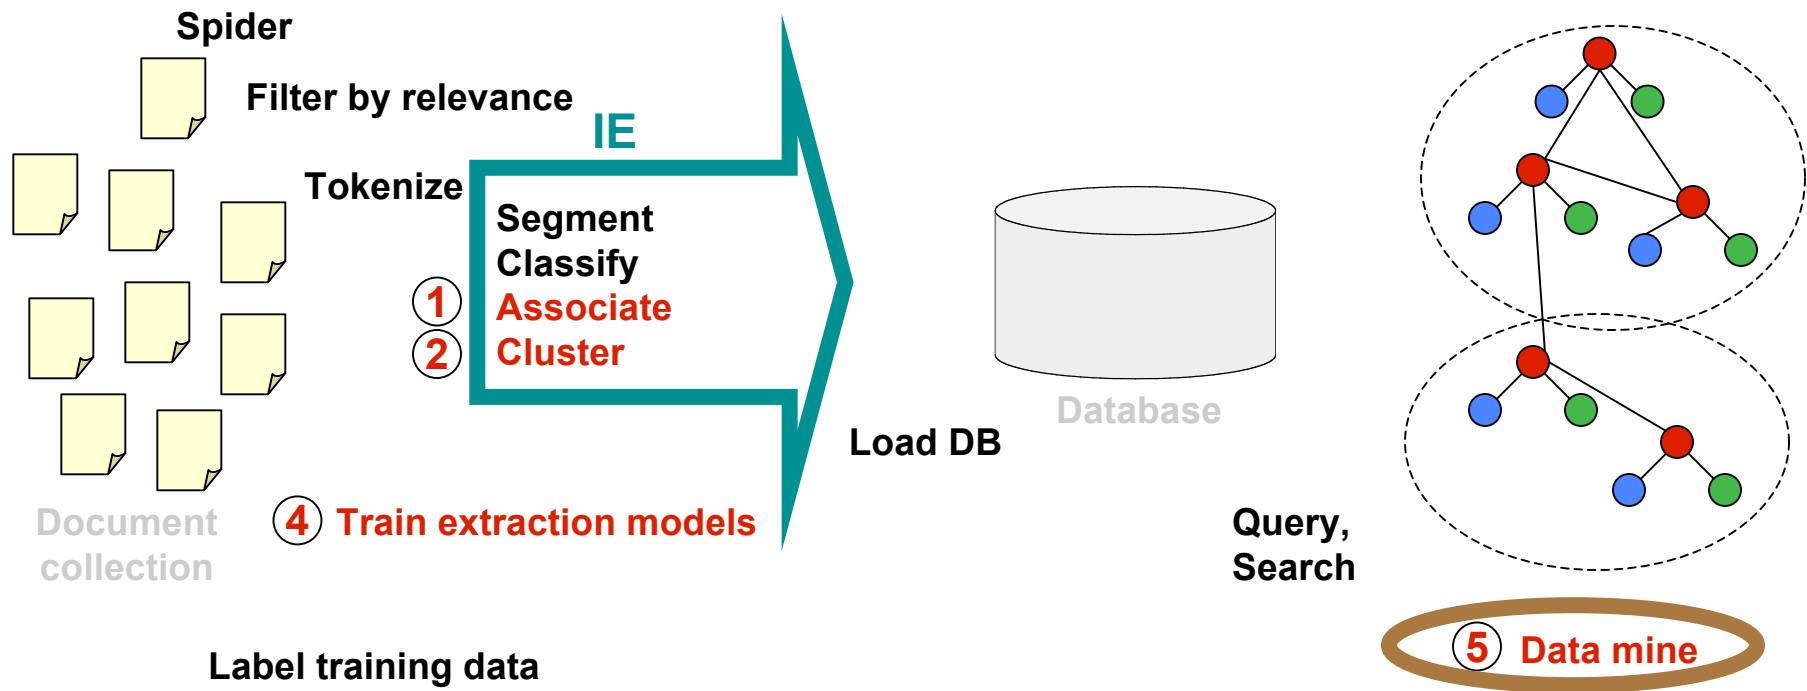 Spider
Filter by relevance
IE
Tokenize
Segment
Classify
1 Associate
2 Cluster
Database
Load DB
Document
collection
4 Train extraction models
Query,
Search
5 Data mine
Label training data